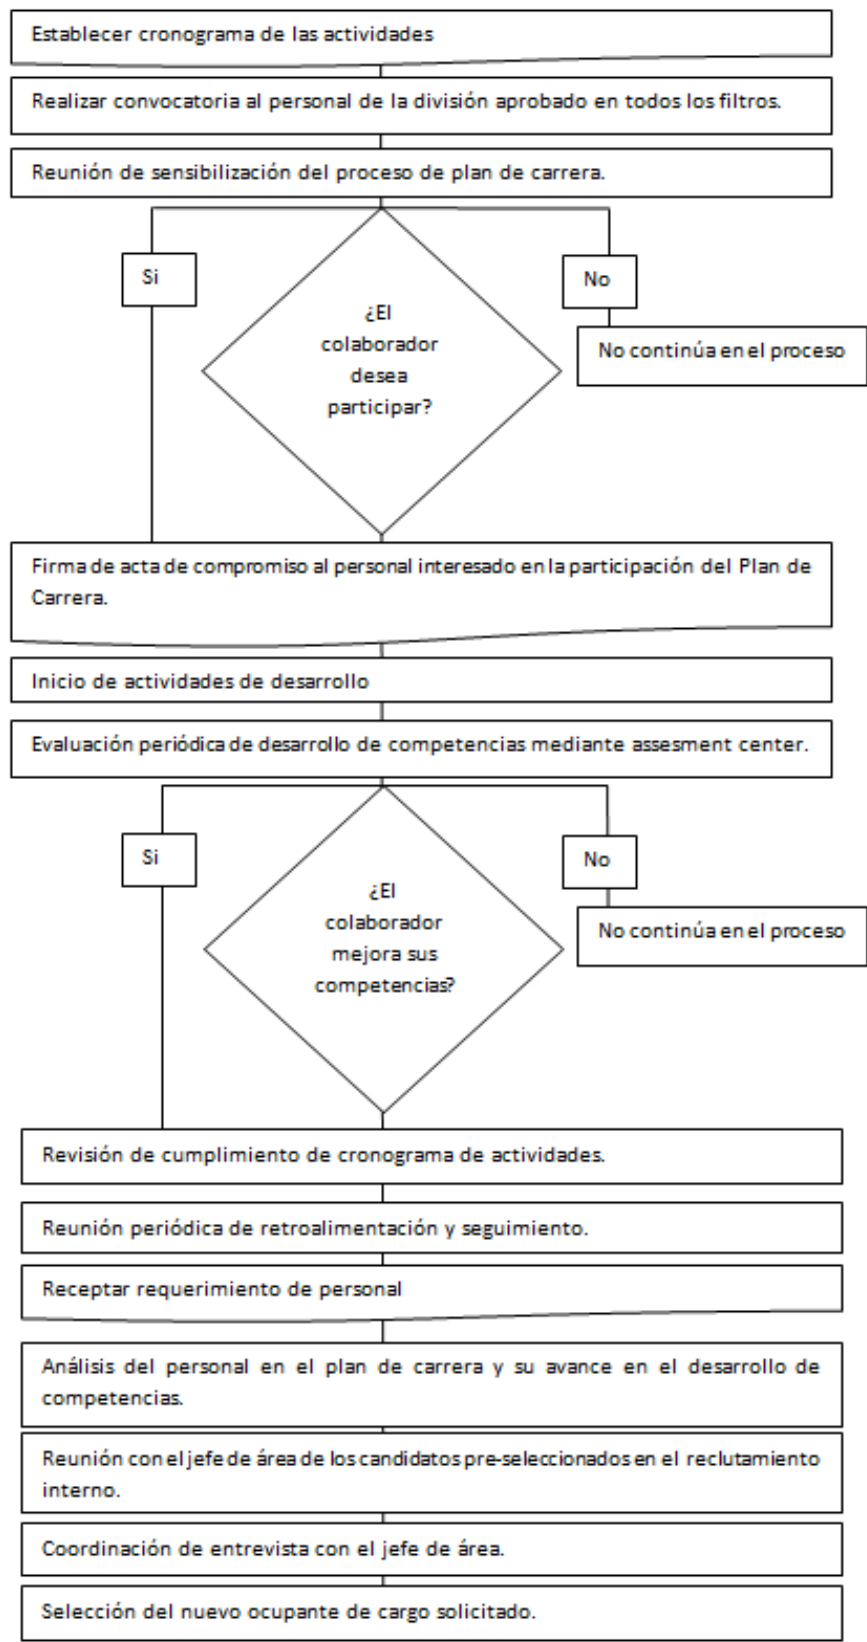 Establecer cronograma de las actividades
Realizar convocatoria al personal de la división aprobado en todos los filtros.
Reunión de sensibilización del proceso de plan de carrera.
Si
No
¿El
colaborador
desea
participar?
No continúa en el proceso
Firma de acta de compromiso al personal interesado en la participación del Plan de
Carrera.
Inicio de actividades de desarrollo
Evaluación periódica de desarrollo de competencias mediante assesment center.
Si
No
¿El
colaborador
mejora sus
competencias?
No continúa en el proceso
Revisión de cumplimiento de cronograma de actividades.
Reunión periódica de retroalimentación y seguimiento.
Receptar requerimiento de personal
Análisis del personal en el plan de carrera y su avance en el desarrollo de
competencias.
Reunión con el jefe de área de los candidatos pre-seleccionados en el reclutamiento
interno.
Coordinación de entrevista con el jefe de área.
Selección del nuevo ocupante de cargo solicitado.